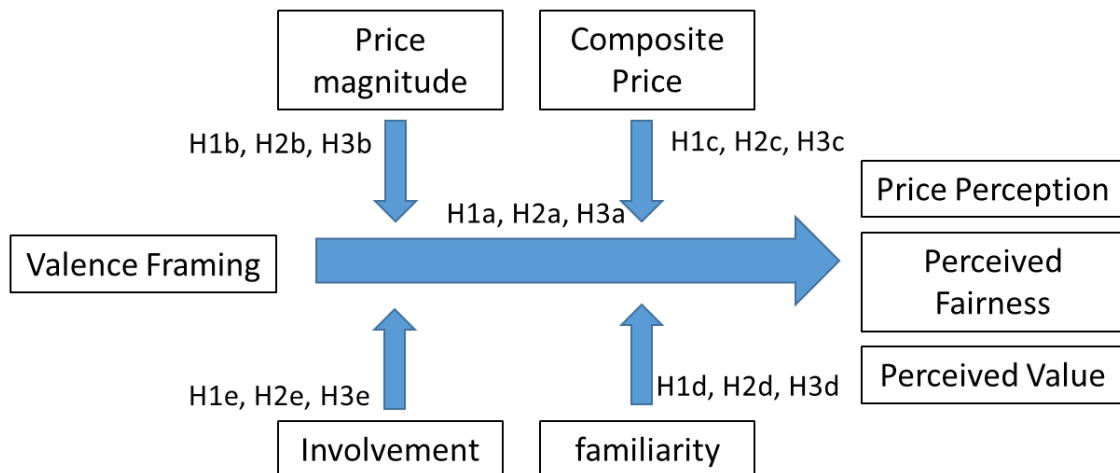 Price
magnitude
Composite
Price
H1b, H2b, H3b
H1c, H2c, H3c
Price Perception
H1a, H2a, H3a
Valence Framing
Perceived
Fairness
Perceived Value
H1e, H2e, H3e
H1d, H2d, H3d
Involvement
familiarity